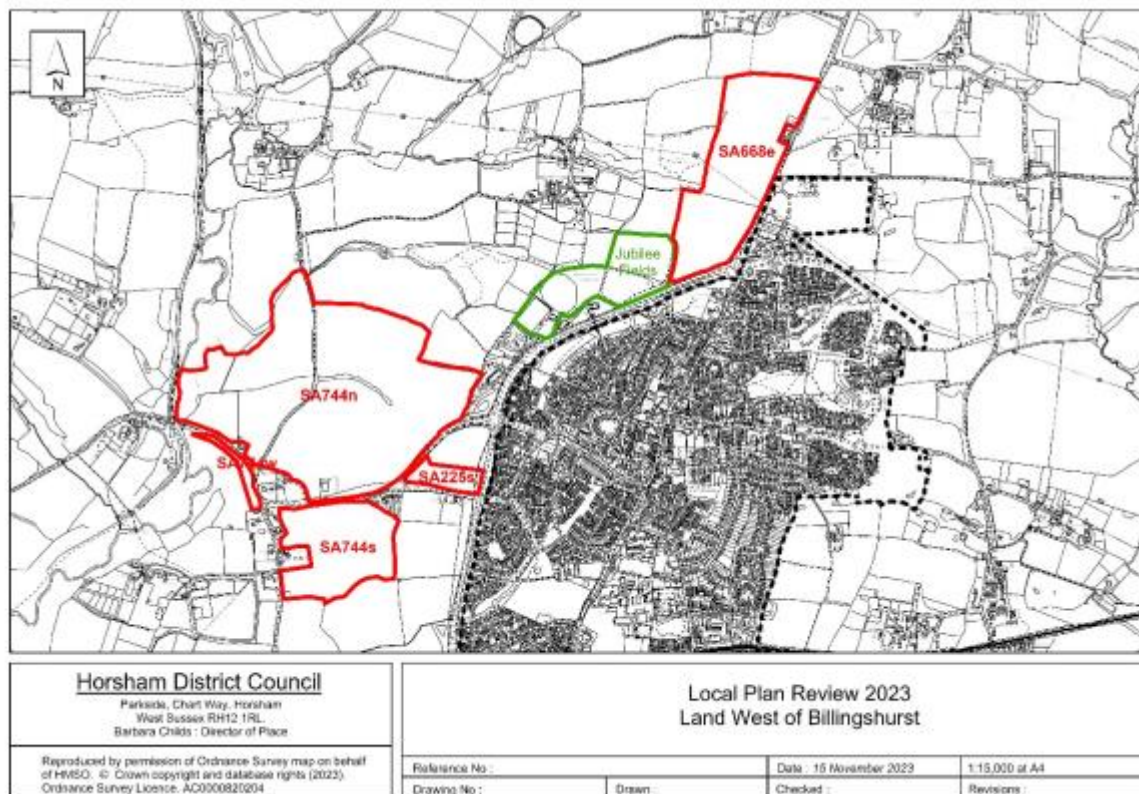 N
SA668e
Jubilee
Fields
SA744n
SA225s
SA744s
Horsham District Council
Parkside, Chart Way, Horsham
West Sussex RH12 1RL.
Barbara Childs : Director of Place
Reproduced by permission of Ordnance Survey map on behalf
of HMSO. © Crown copyright and database rights (2023).
Ordnance Survey Licence. AC0000820204
Local Plan Review 2023
Land West of Billingshurst
Reference No :
Date : 15 November 2023
1:15,000 at A4
Drawing No :
Drawn :
Checked :
Revisions :